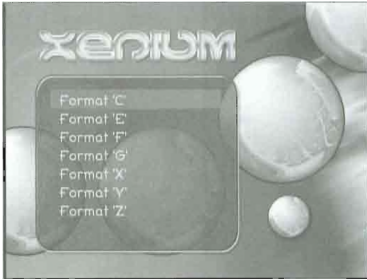 XENIUM
Format 'C'
Format 'E'
Format 'F'
Format 'G'
Format 'X'
Format 'Y'
Format 'Z'